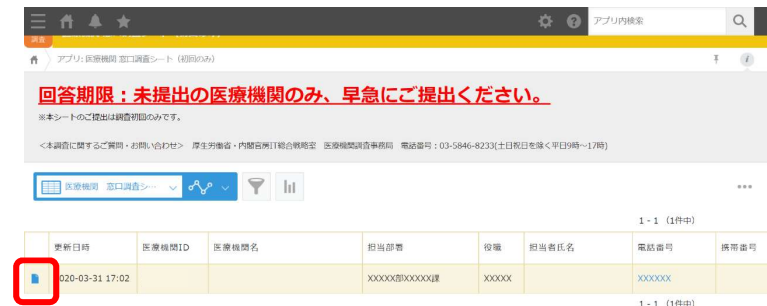 アプリ内検索
調査
アプリ: 医療機関 窓口調査シート（初回のみ）
回答期限：未提出の医療機関のみ、早急にご提出ください。
※本シートのご提出は調査初回のみです。
<本調査に関するご質問・お問い合わせ> 厚生労働省・内閣官房IT総合戦略室 医療機関調査事務局 電話番号：03-5846-8233(土日祝日を除く平日9時～17時)
医療機関 窓口調査シ…
1 - 1 （1件中）
更新日時 医療機関ID 医療機関名 担当部署 役職 担当者氏名 電話番号 携帯番号
2020-03-31 17:02 XXXXX部XXXXX課 XXXXX XXXXXX
1 - 1 （1件中）